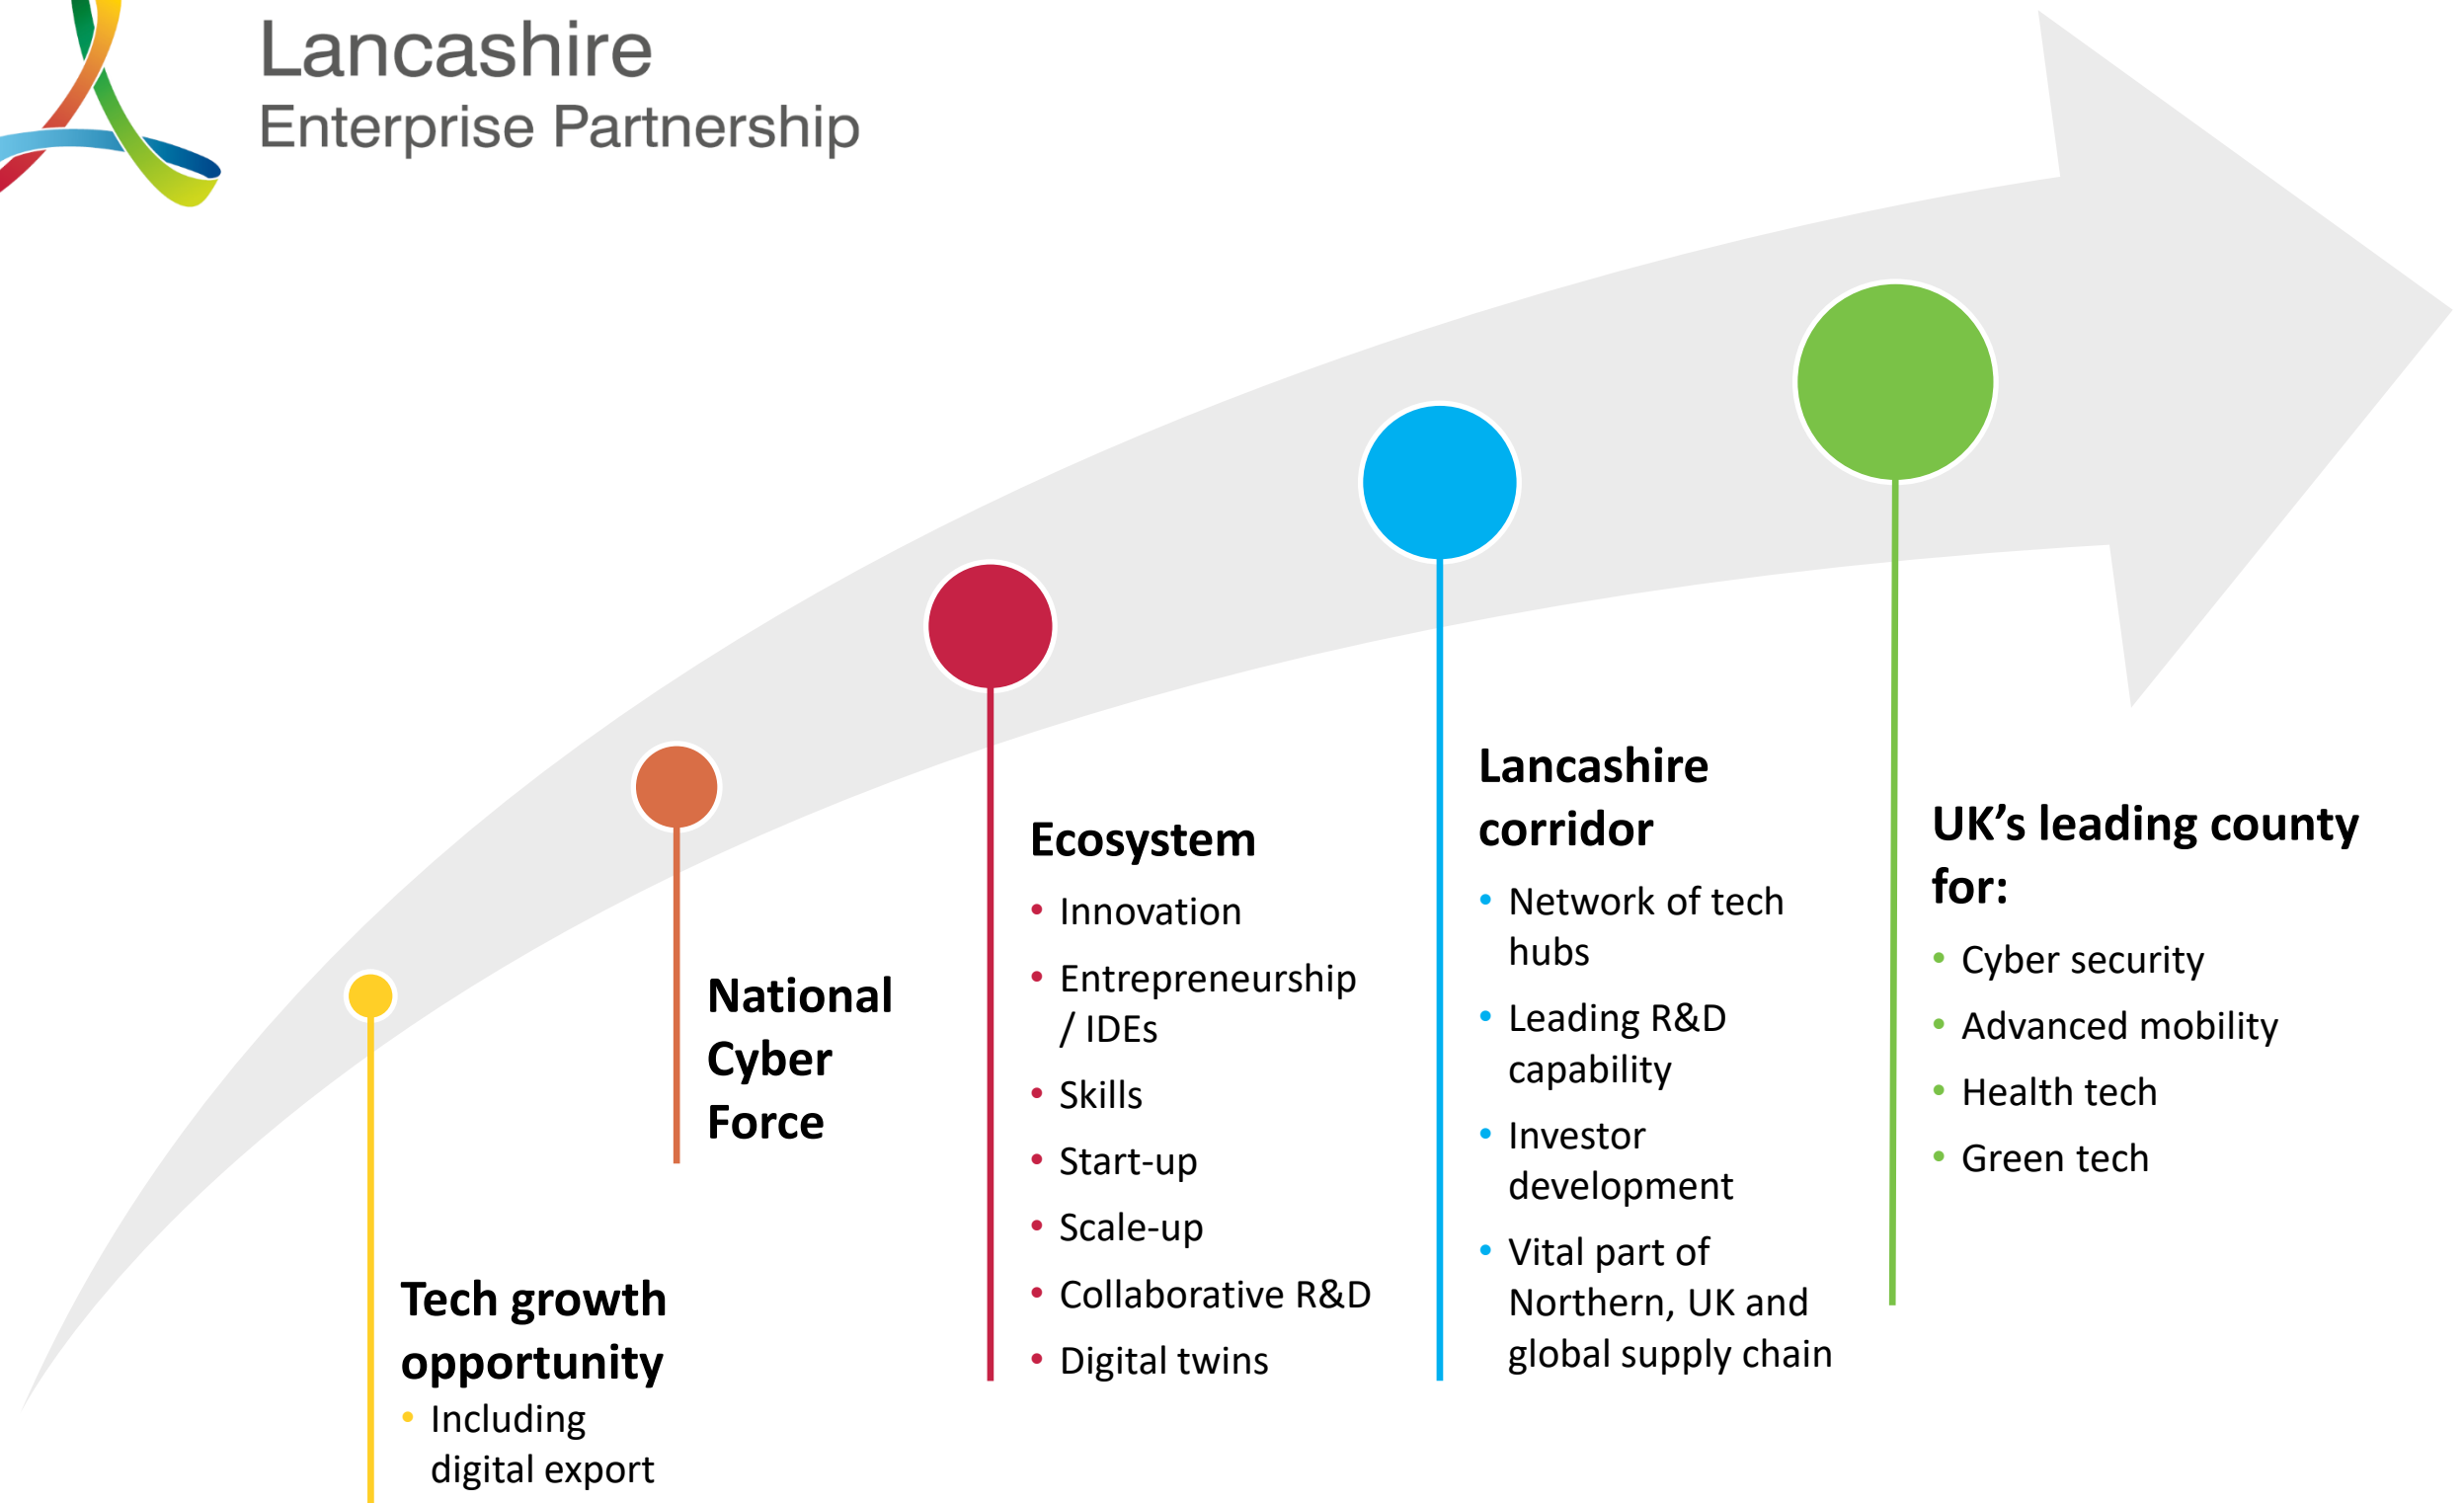 Lancashire
Enterprise Partnership
Tech growth
opportunity
• Including
digital export
National
Cyber
Force
Ecosystem
• Innovation
• Entrepreneurship
/ IDEs
• Skills
• Start-up
• Scale-up
• Collaborative R&D
• Digital twins
Lancashire
corridor
• Network of tech
hubs
• Leading R&D
capability
• Investor
development
• Vital part of
Northern, UK and
global supply chain
UK’s leading county
for:
• Cyber security
• Advanced mobility
• Health tech
• Green tech